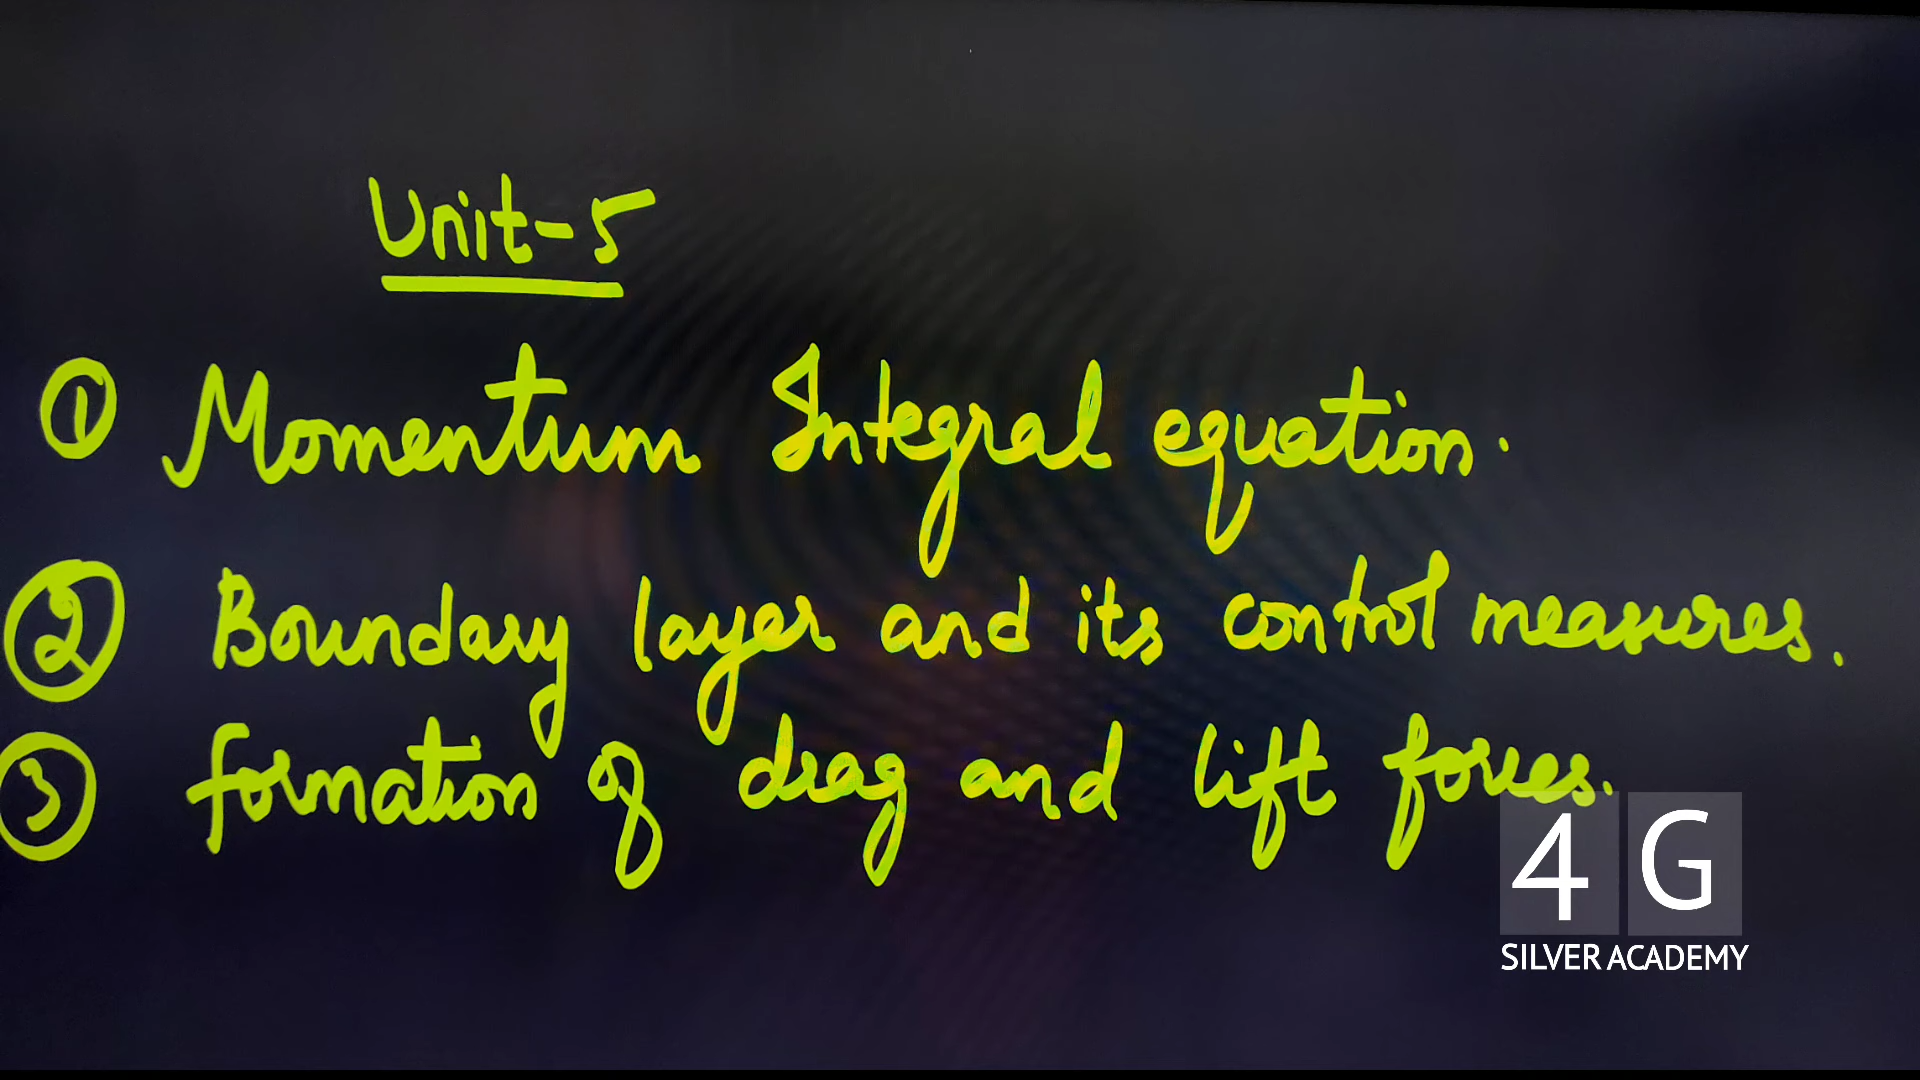 Unit-5
① Momentum Integral equation.
② Boundary layer and its control measures.
③ formation of drag and lift forces.
4 G
SILVER ACADEMY